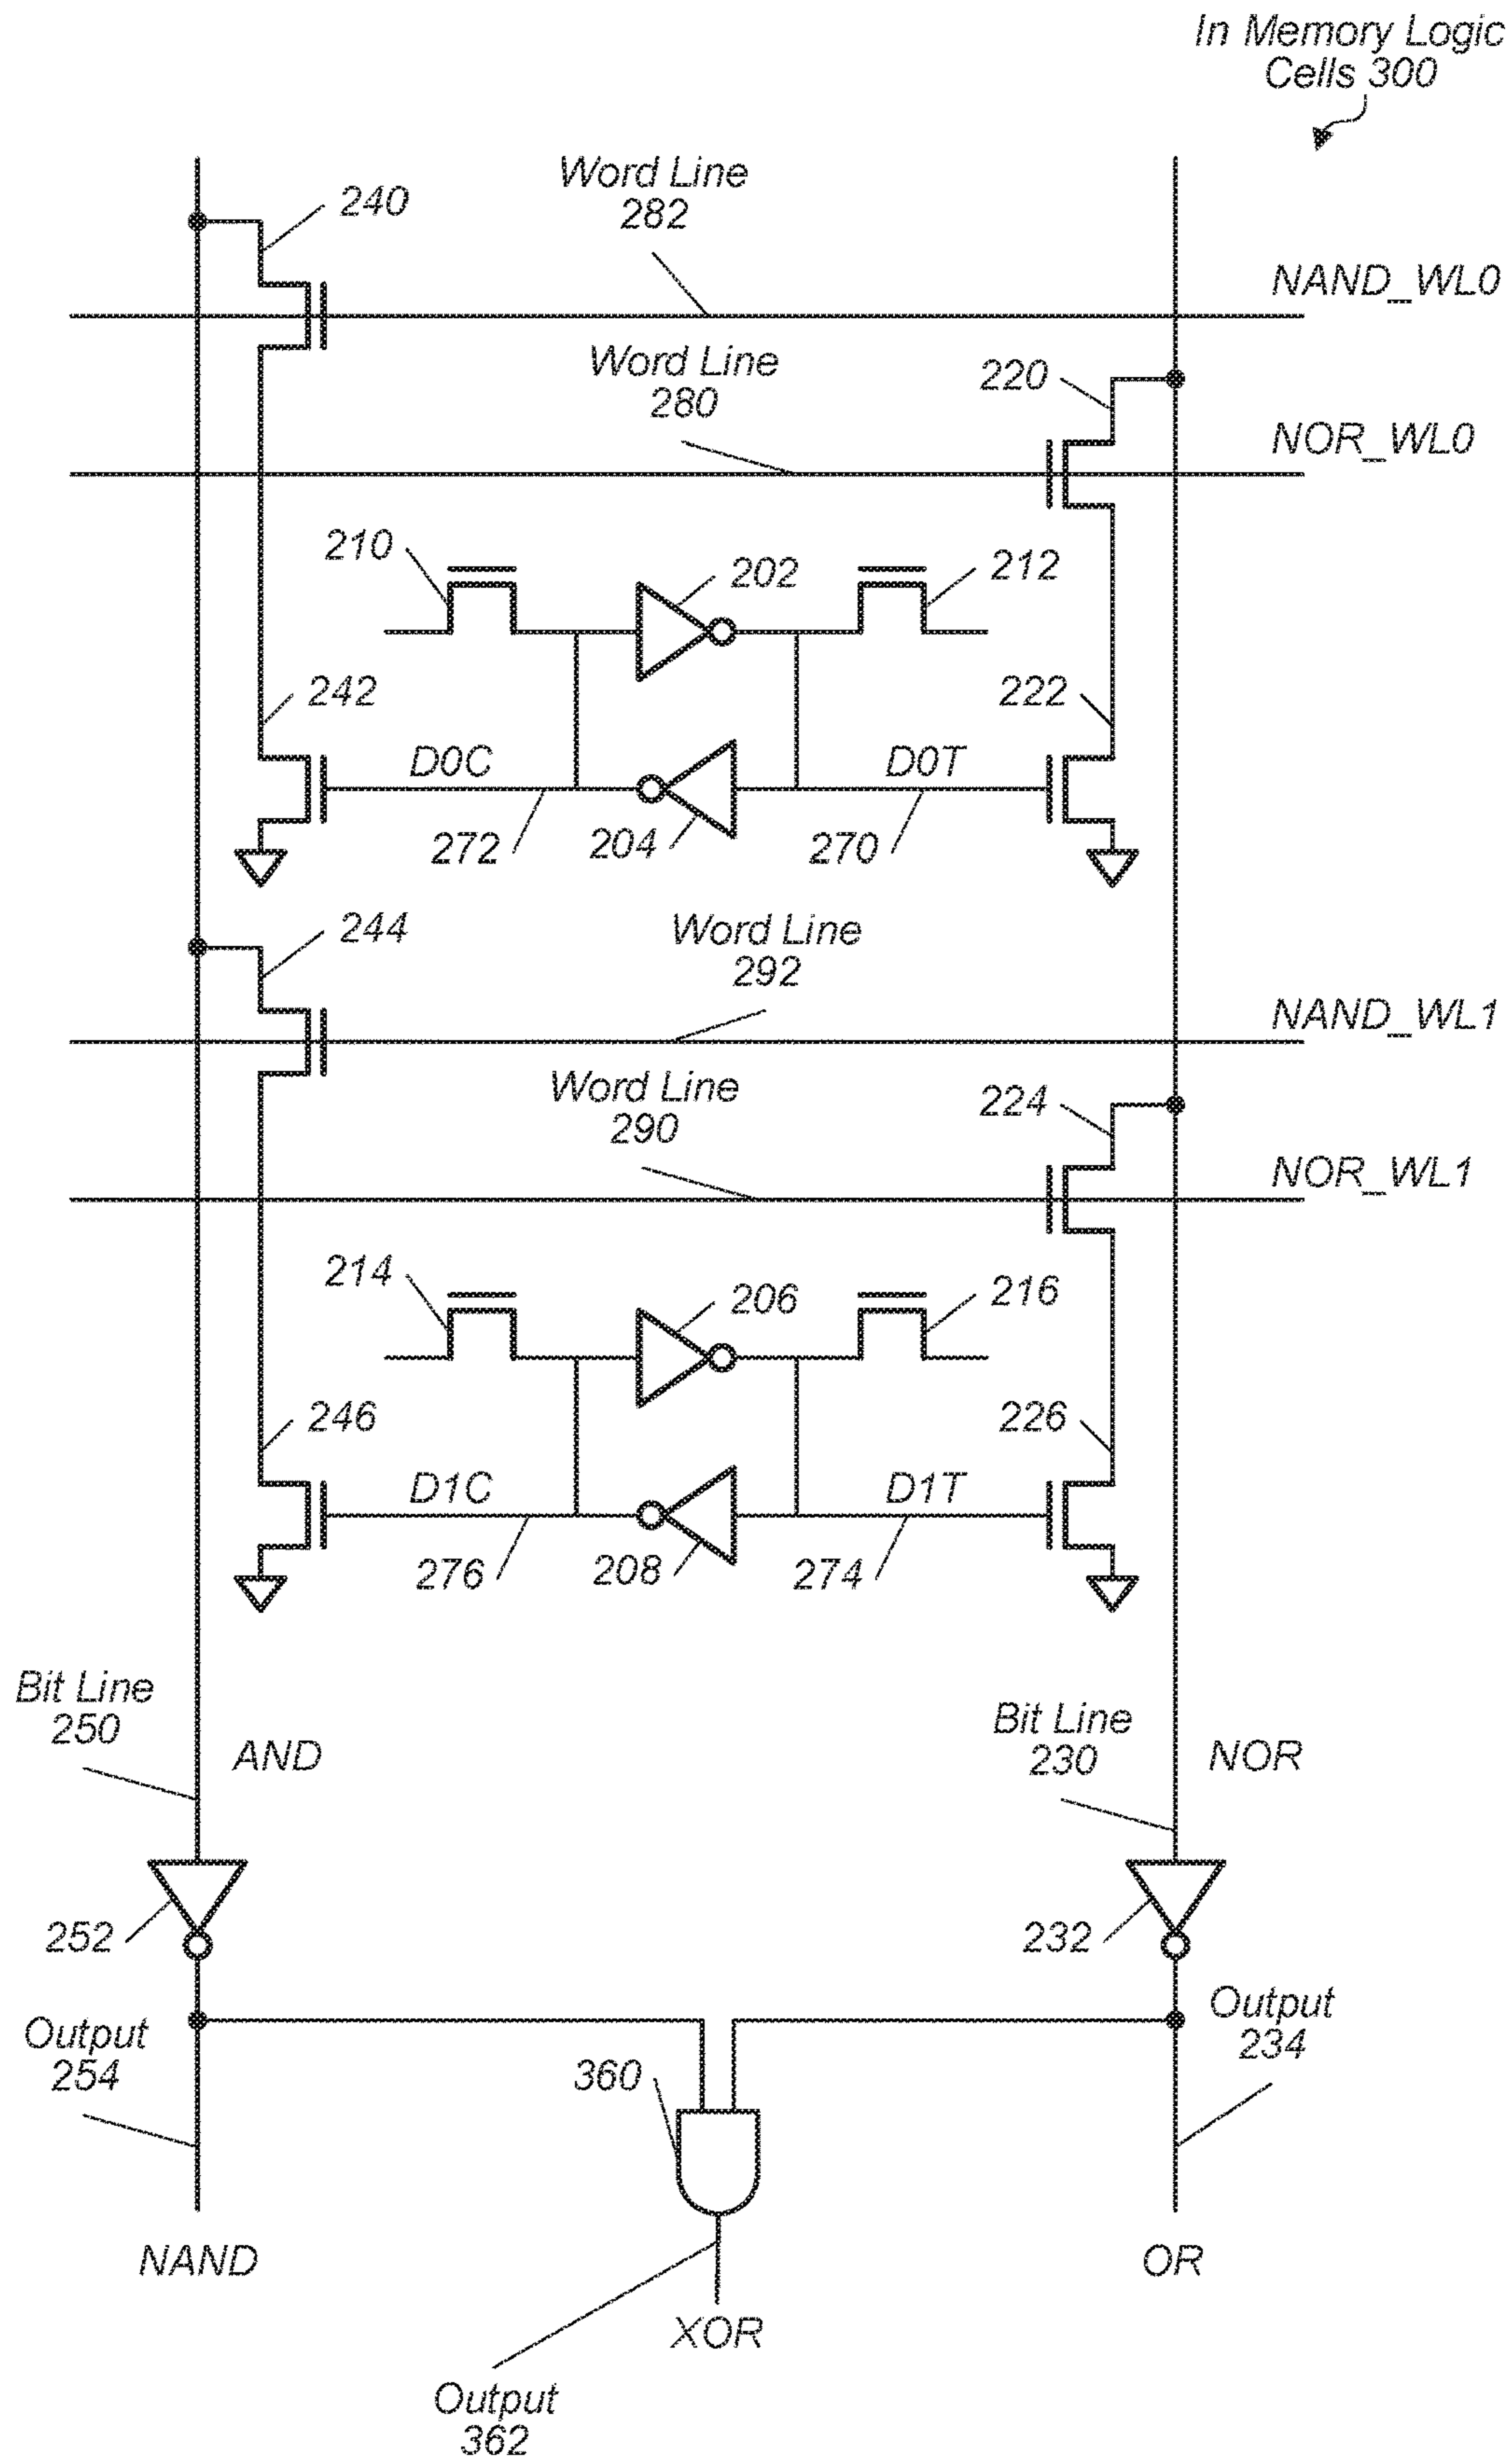 In Memory Logic
Cells 300
Word Line
282
240
NAND_WL0
Word Line
280
220
NOR_WL0
210
202
212
242
222
D0C
D0T
272
204
270
244
Word Line
292
NAND_WL1
Word Line
290
224
NOR_WL1
214
206
216
246
226
D1C
D1T
276
208
274
Bit Line
250
AND
Bit Line
230
NOR
252
232
Output
254
Output
234
360
NAND
OR
XOR
Output
362